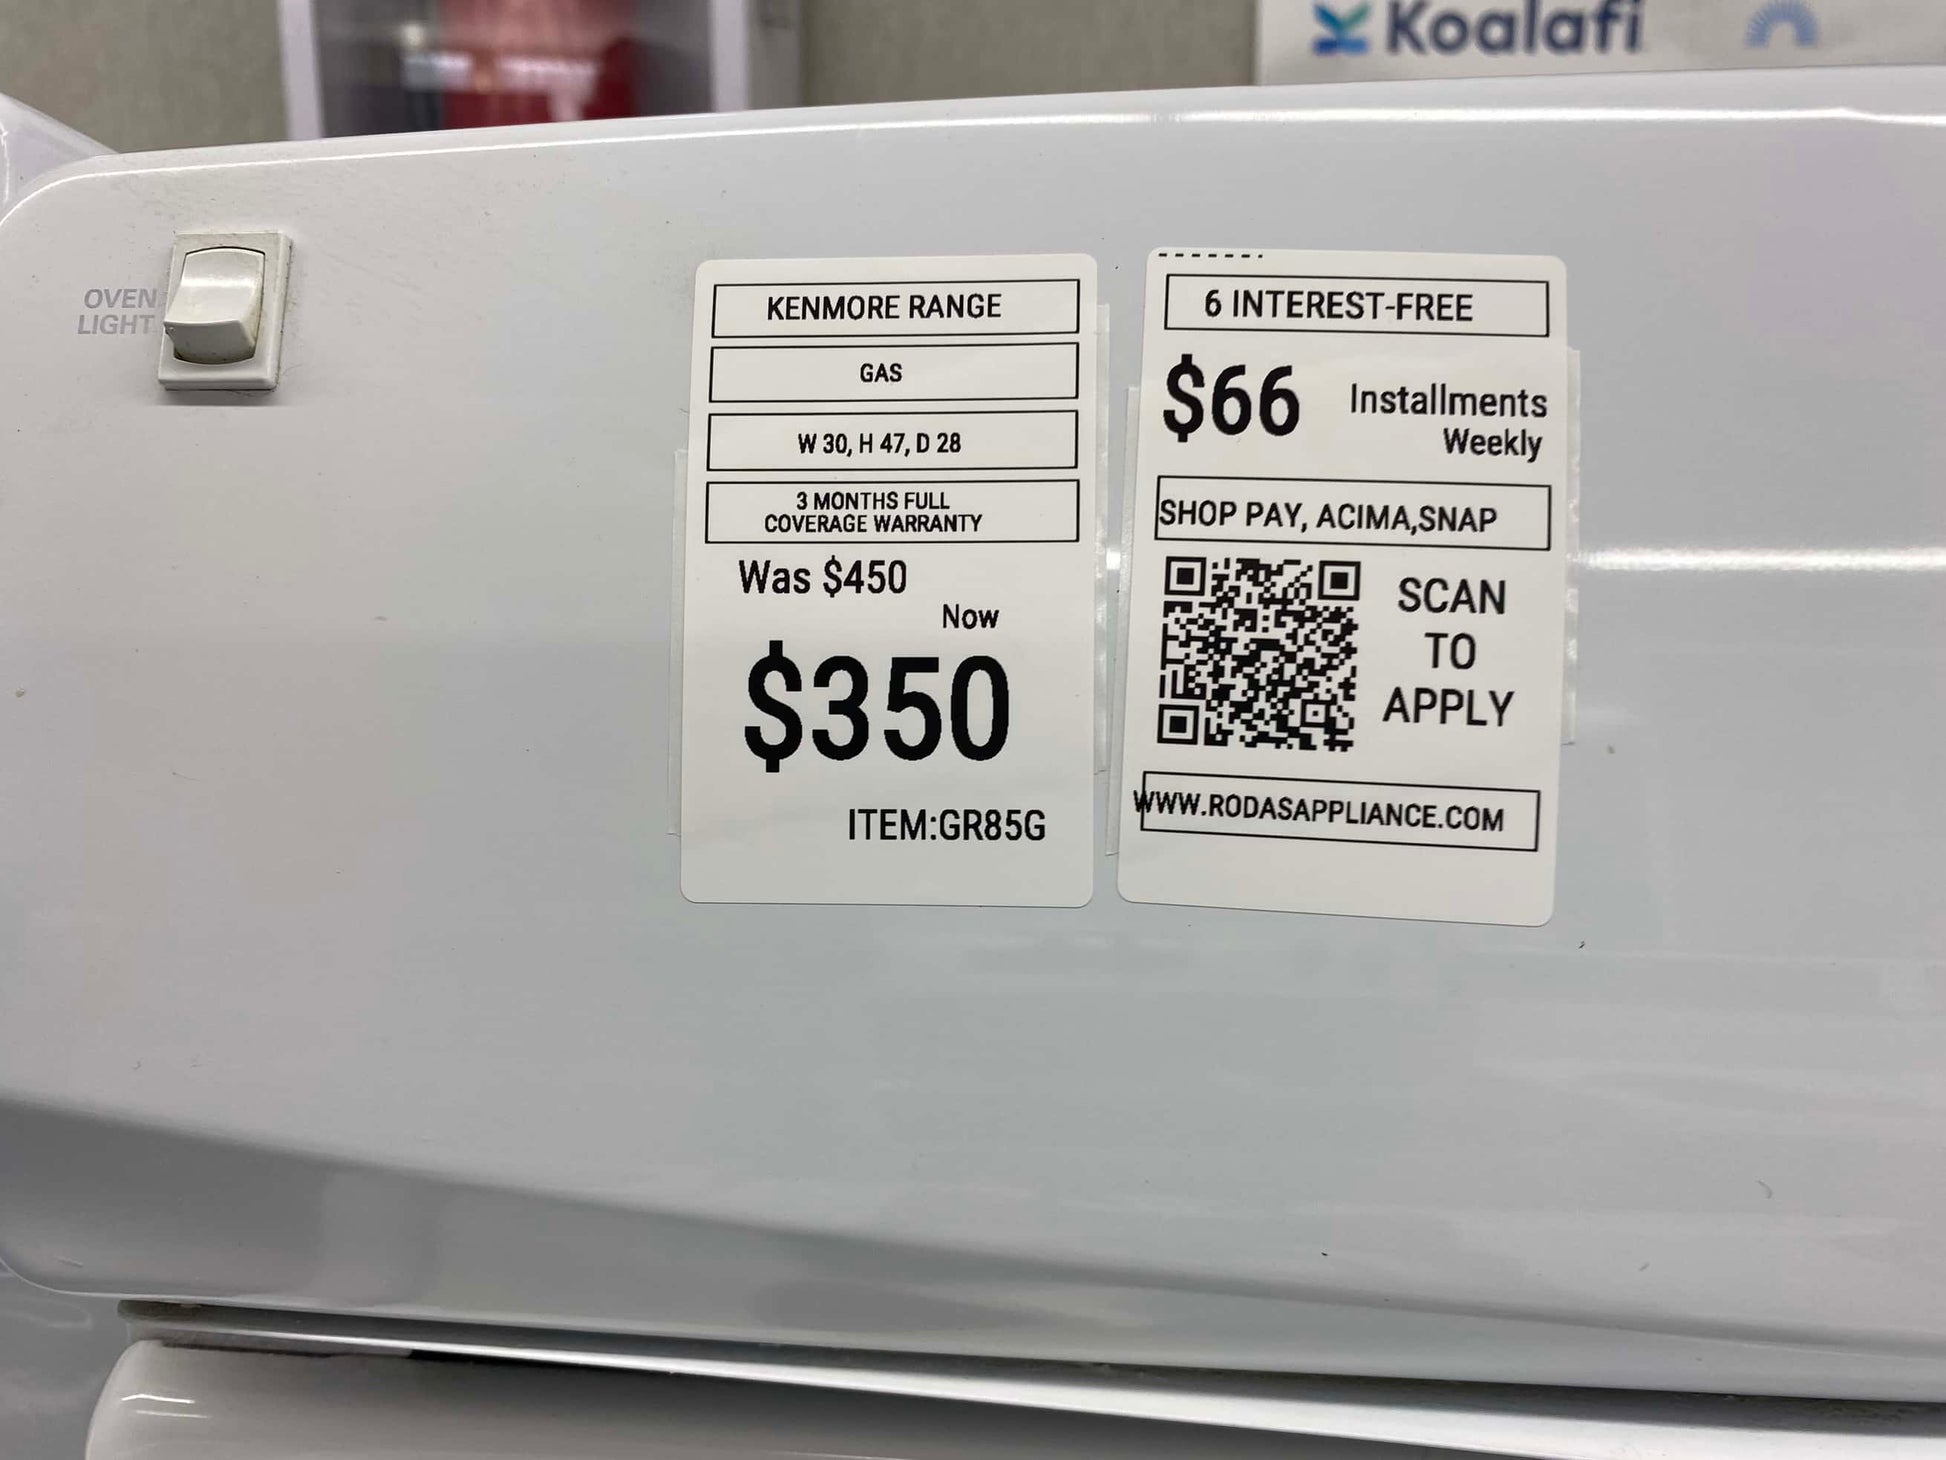 Koalafi
OVEN
LIGHT
KENMORE RANGE
GAS
W 30, H 47, D 28
3 MONTHS FULL
COVERAGE WARRANTY
Was $450
Now
$350
ITEM:GR85G
6 INTEREST-FREE
$66 Installments
Weekly
SHOP PAY, ACIMA,SNAP
SCAN
TO
APPLY
WWW.RODASAPPLIANCE.COM